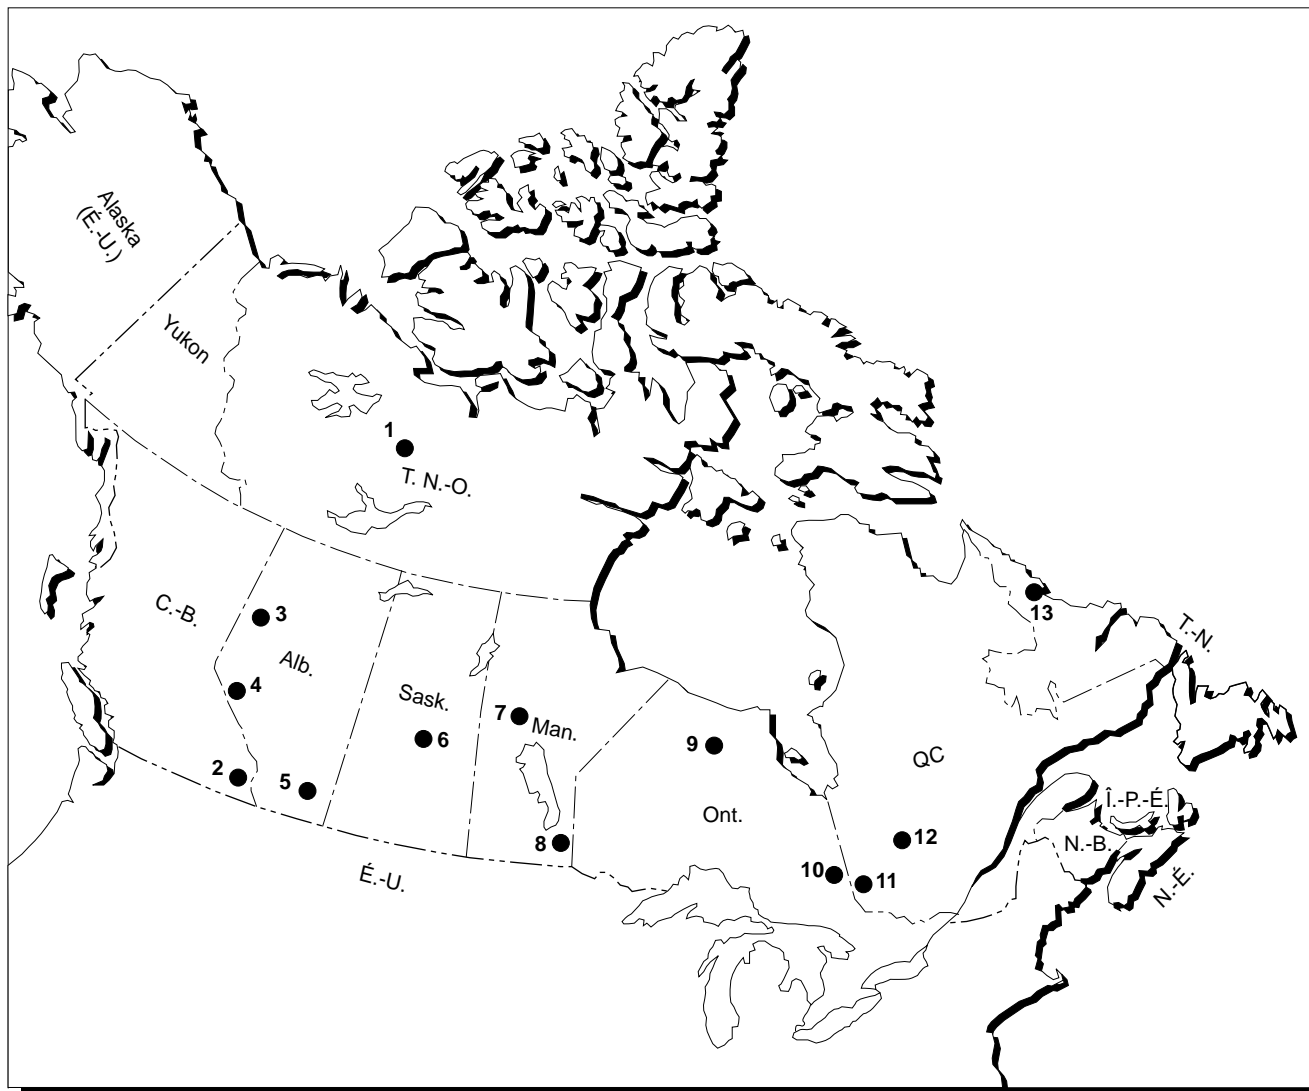 Alaska
(É.-U.)
Yukon
1
T. N.-O.
C.-B.
3
13
T.-N.
Alb.
4
Sask.
7
Man.
6
9
QC
2
5
Ont.
Î.-P.-É.
8
12
N.-B.
É.-U.
10
11
N.-É.